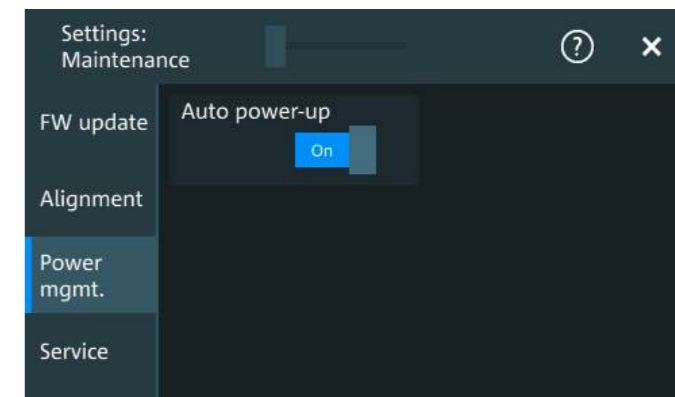 Settings:
Maintenance
?
×
FW update
Auto power-up
On
Alignment
Power
mgmt.
Service